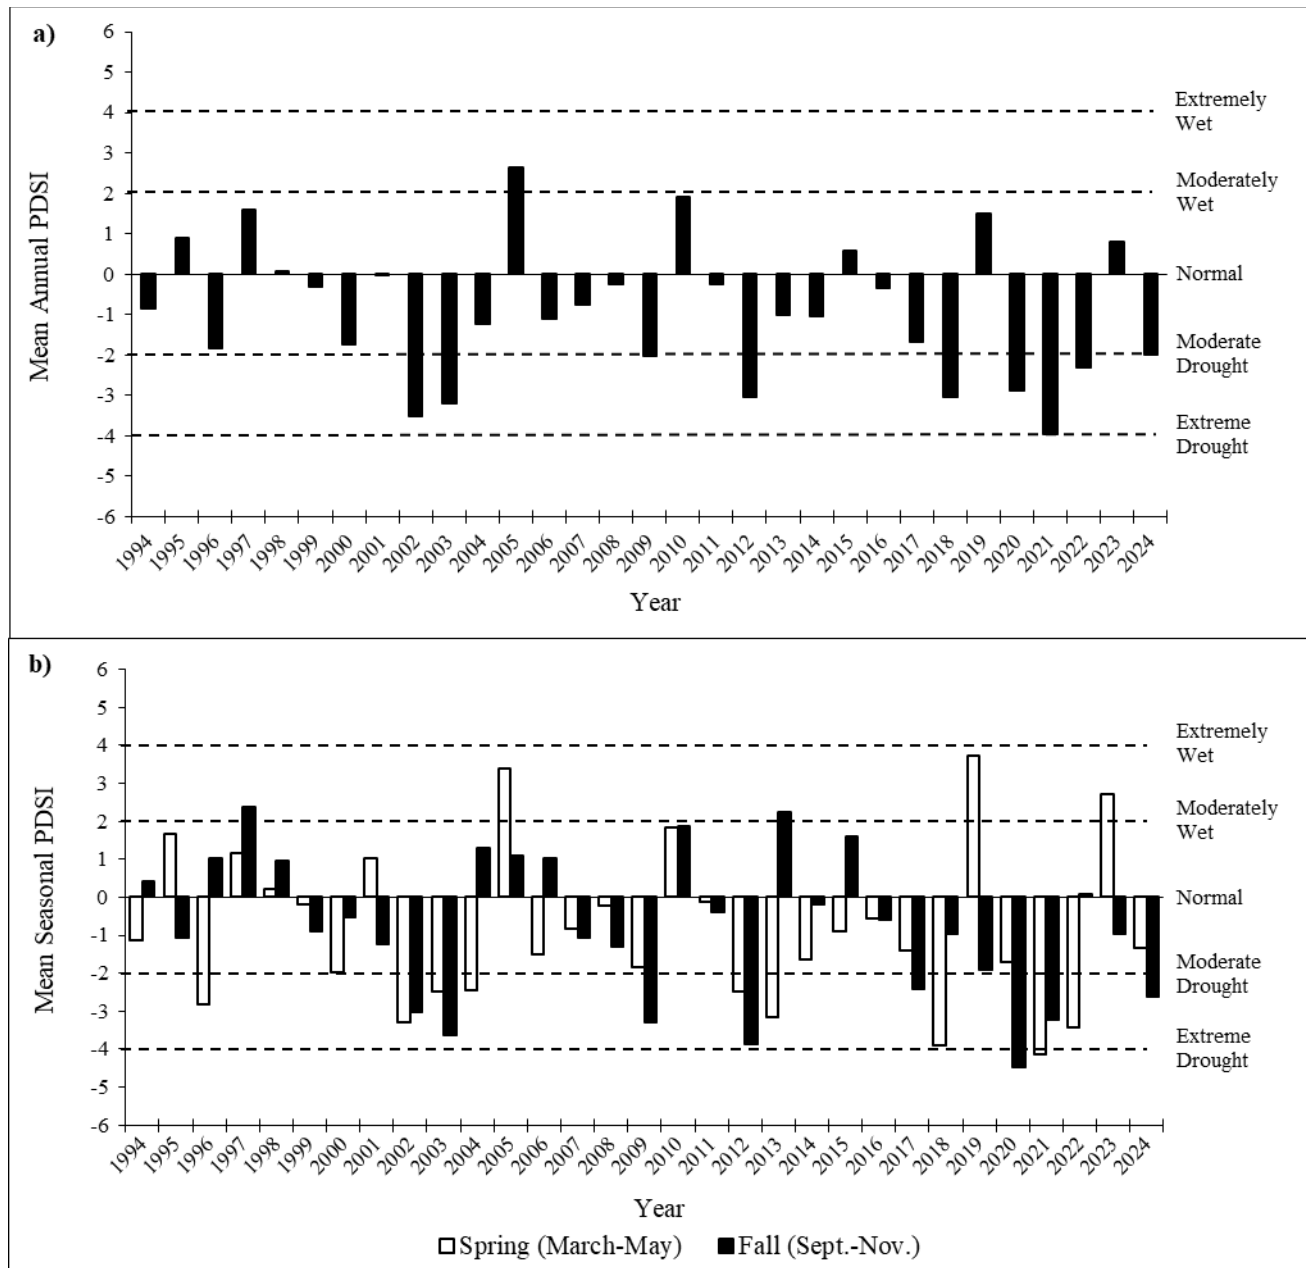 a)
6
5
4
3
2
1
0
-1
-2
-3
-4
-5
-6
Mean Annual PDSI
Extremely
Wet
Moderately
Wet
Normal
Moderate
Drought
Extreme
Drought
1994 1995 1996 1997 1998 1999 2000 2001 2002 2003 2004 2005 2006 2007 2008 2009 2010 2011 2012 2013 2014 2015 2016 2017 2018 2019 2020 2021 2022 2023 2024
Year
b)
6
5
4
3
2
1
0
-1
-2
-3
-4
-5
-6
Mean Seasonal PDSI
Extremely
Wet
Moderately
Wet
Normal
Moderate
Drought
Extreme
Drought
1994 1995 1996 1997 1998 1999 2000 2001 2002 2003 2004 2005 2006 2007 2008 2009 2010 2011 2012 2013 2014 2015 2016 2017 2018 2019 2020 2021 2022 2023 2024
Year
Spring (March-May) Fall (Sept.-Nov.)